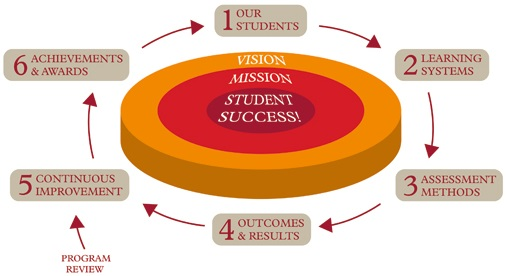 1 OUR
STUDENTS
2 LEARNING
SYSTEMS
3 ASSESSMENT
METHODS
4 OUTCOMES
& RESULTS
5 CONTINUOUS
IMPROVEMENT
6 ACHIEVEMENTS
& AWARDS
VISION
MISSION
STUDENT
SUCCESS!
PROGRAM
REVIEW